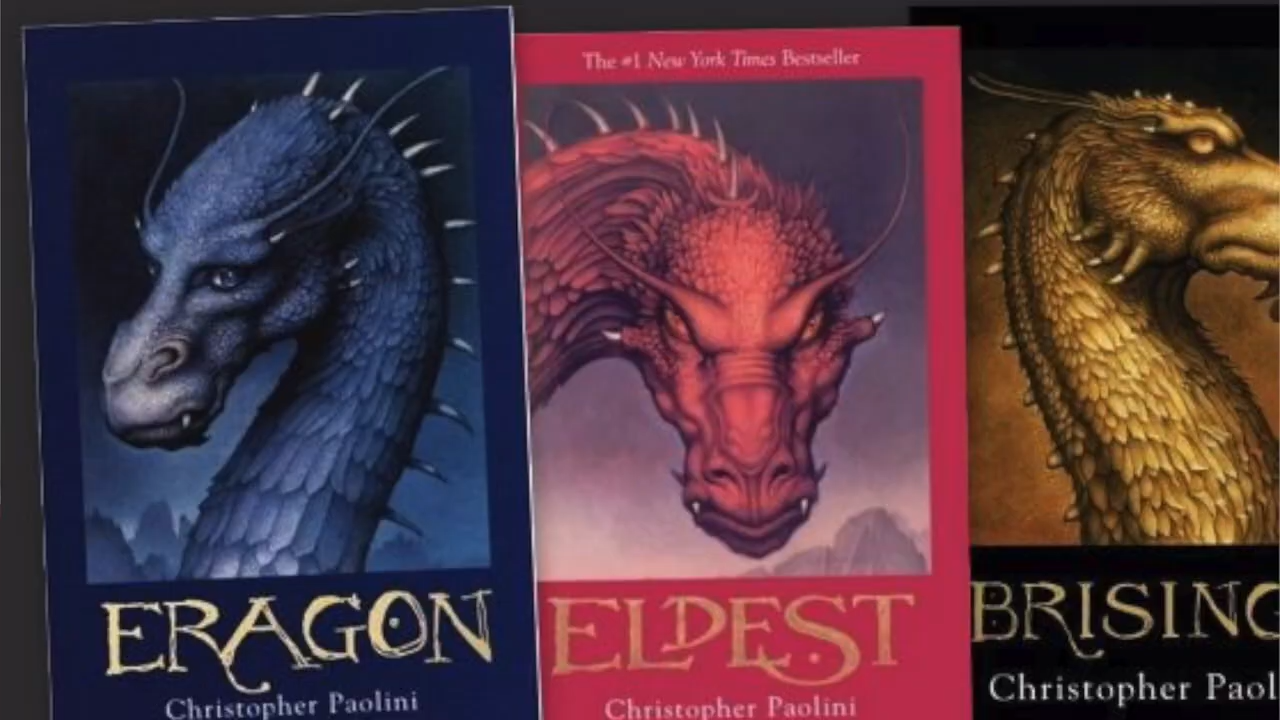 ERAGON
Christopher Paolini
The #1 New York Times Bestseller
ELDEST
Christopher Paolini
BRISING
Christopher Paol